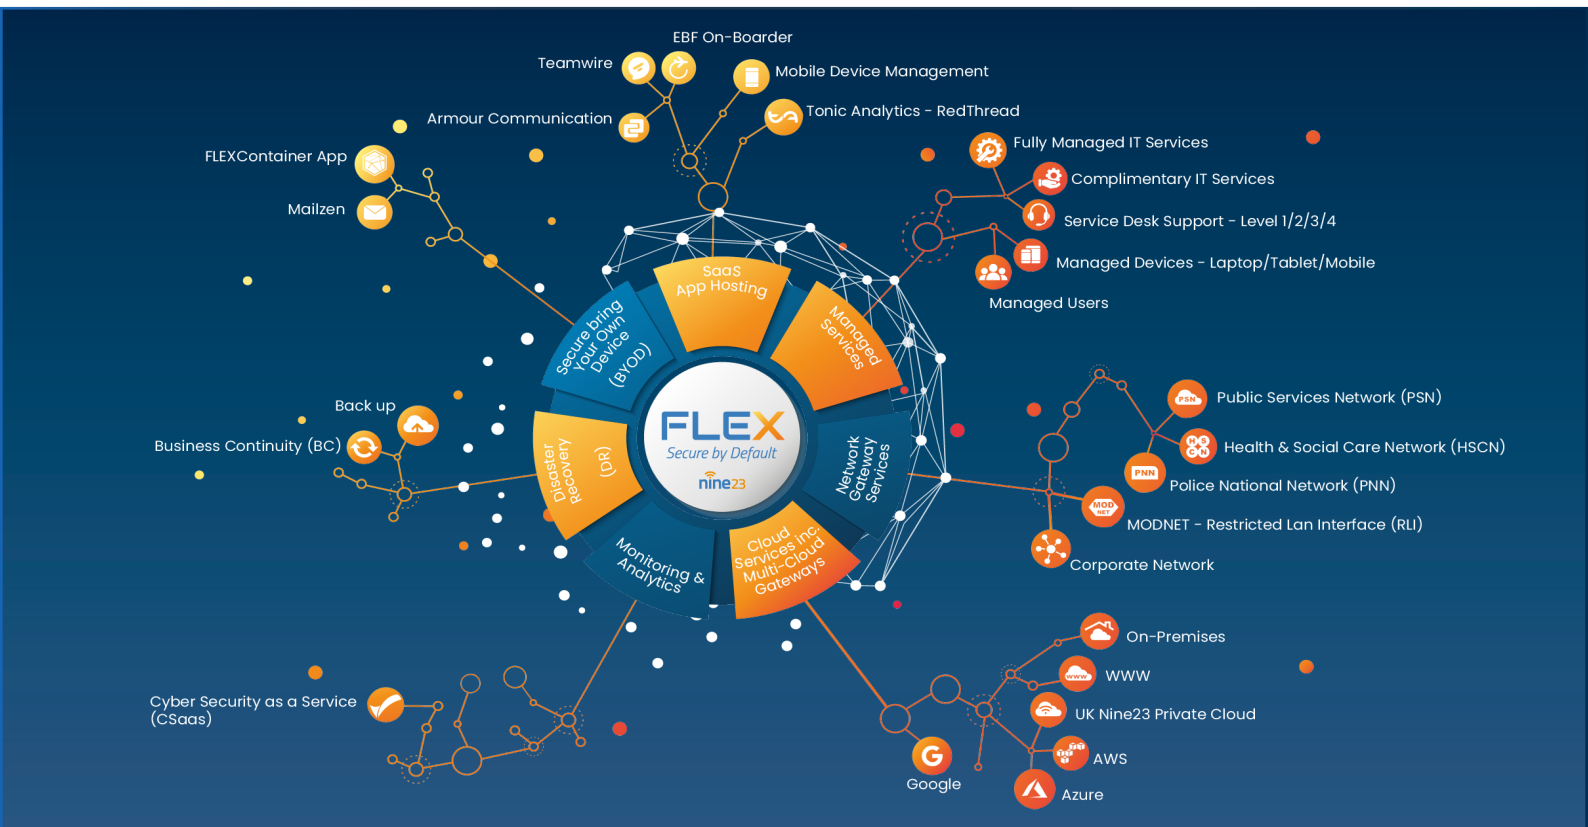 EBF On-Boarder
Teamwire
Mobile Device Management
Armour Communication
Tonic Analytics - RedThread
FLEXContainer App
Mailzen
Fully Managed IT Services
Complimentary IT Services
Service Desk Support - Level 1/2/3/4
Managed Devices - Laptop/Tablet/Mobile
Managed Users
SaaS
App Hosting
Secure bring
Your Own
Device
(BYOD)
Managed
Services
Back up
Business Continuity (BC)
Disaster
Recovery
(DR)
FLEX
Secure by Default
nine23
Network
Gateway
Services
PSN
Public Services Network (PSN)
H S
C N
Health & Social Care Network (HSCN)
PNN
Police National Network (PNN)
MOD
NET
MODNET - Restricted Lan Interface (RLI)
Corporate Network
Monitoring &
Analytics
Cloud
Services inc.
Multi-Cloud
Gateways
On-Premises
www
WWW
UK Nine23 Private Cloud
AWS
Azure
G
Google
Cyber Security as a Service
(CSaas)